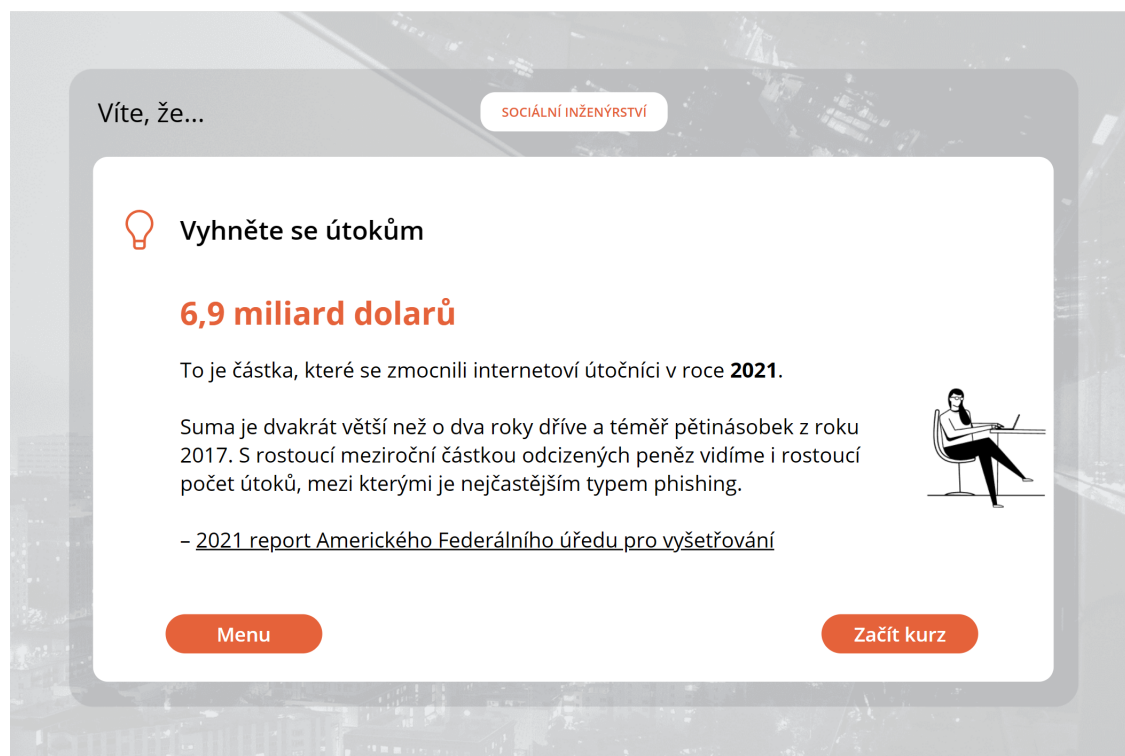 Víte, že...
SOCIÁLNÍ INŽENÝRSTVÍ
Vyhněte se útokům
6,9 miliard dolarů
To je částka, které se zmocnili internetoví útočníci v roce 2021.
Suma je dvakrát větší než o dva roky dříve a téměř pětinásobek z roku
2017. S rostoucí meziroční částkou odcizených peněz vidíme i rostoucí
počet útoků, mezi kterými je nejčastějším typem phishing.
– 2021 report Amerického Federálního úředu pro vyšetřování
Menu
Začít kurz